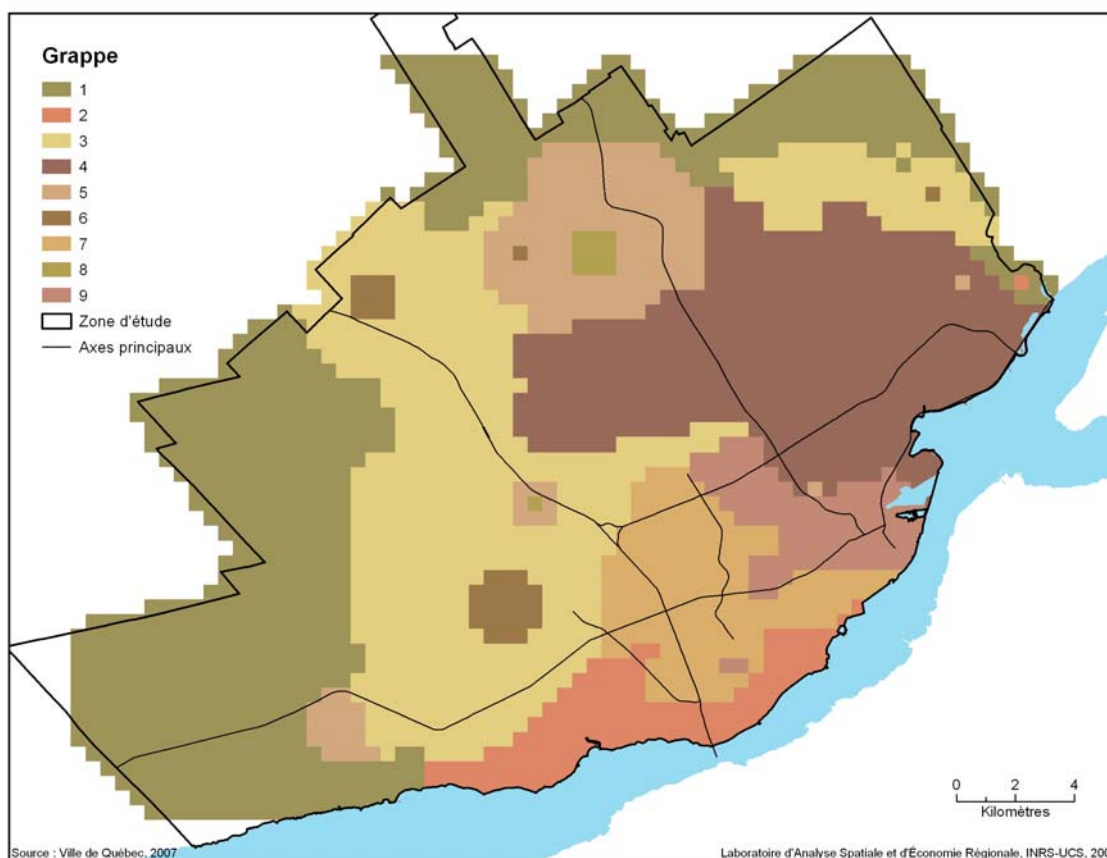 Grappe
1
2
3
4
5
6
7
8
9
Zone d'étude
Axes principaux
0 2 4
Kilomètres
Source : Ville de Québec, 2007
Laboratoire d'Analyse Spatiale et d'Économie Régionale, INRS-UCS,